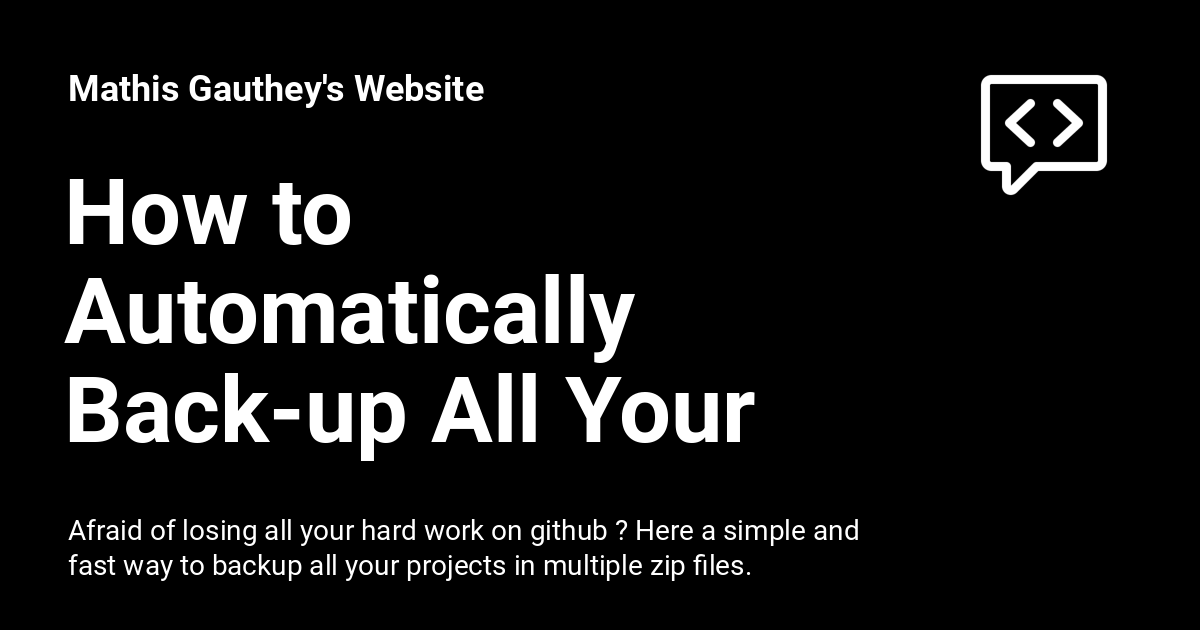 Mathis Gauthey's Website
How to
Automatically
Back-up All Your
Afraid of losing all your hard work on github ? Here a simple and
fast way to backup all your projects in multiple zip files.